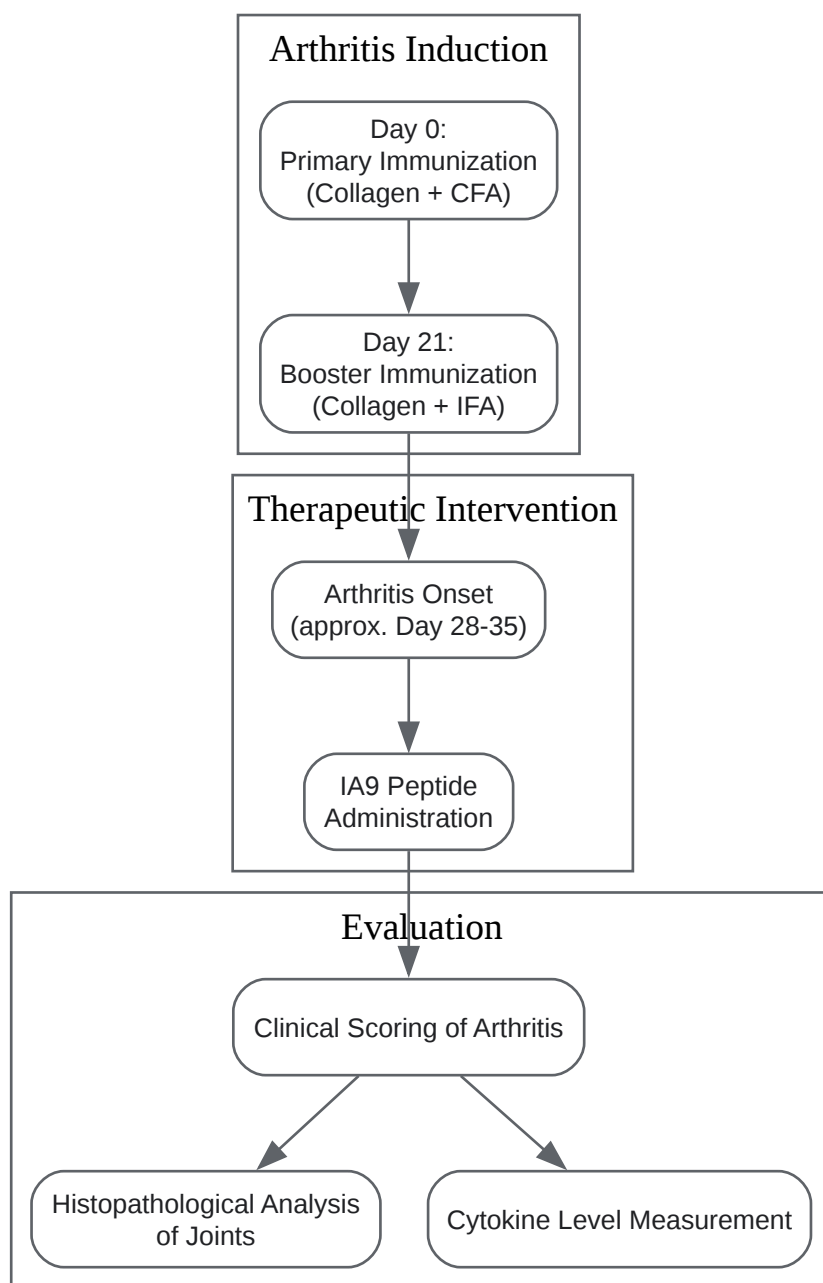 Arthritis Induction
Day 0:
Primary Immunization
(Collagen + CFA)
Day 21:
Booster Immunization
(Collagen + IFA)
Therapeutic Intervention
Arthritis Onset
(approx. Day 28-35)
IA9 Peptide
Administration
Evaluation
Clinical Scoring of Arthritis
Histopathological Analysis
of Joints
Cytokine Level Measurement